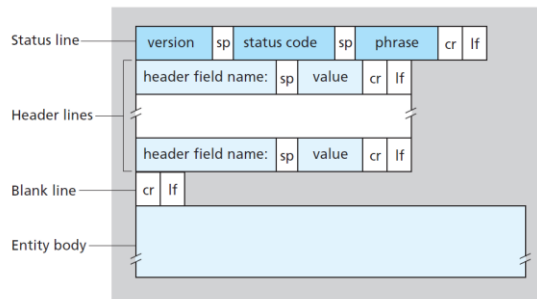 Status line version sp status code sp phrase cr lf
header field name: sp value cr lf
Header lines
header field name: sp value cr lf
Blank line cr lf
Entity body